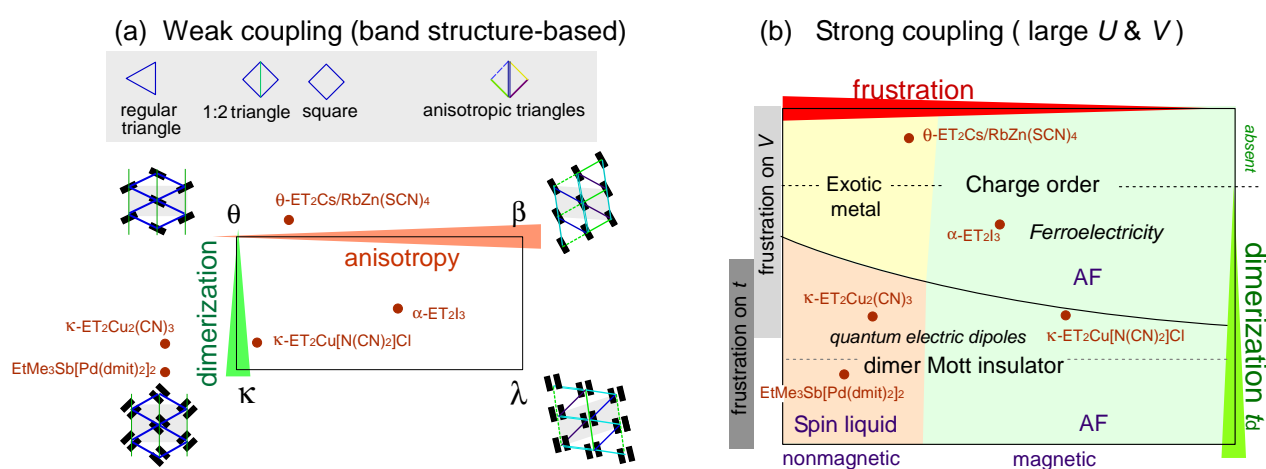 (a) Weak coupling (band structure-based)
regular
triangle
1:2 triangle
square
anisotropic triangles
θ-ET₂Cs/RbZn(SCN)₄
θ
β
anisotropy
dimerization
α-ET₂I₃
κ-ET₂Cu₂(CN)₃
κ-ET₂Cu[N(CN)₂]Cl
EtMe₃Sb[Pd(dmit)₂]₂
κ
λ
(b) Strong coupling ( large U & V )
frustration
θ-ET₂Cs/RbZn(SCN)₄
absent
frustration on V
Exotic
metal
Charge order
α-ET₂I₃
Ferroelectricity
AF
frustration on t
κ-ET₂Cu₂(CN)₃
quantum electric dipoles
κ-ET₂Cu[N(CN)₂]Cl
dimer Mott insulator
EtMe₃Sb[Pd(dmit)₂]₂
Spin liquid
AF
dimerization td
nonmagnetic
magnetic